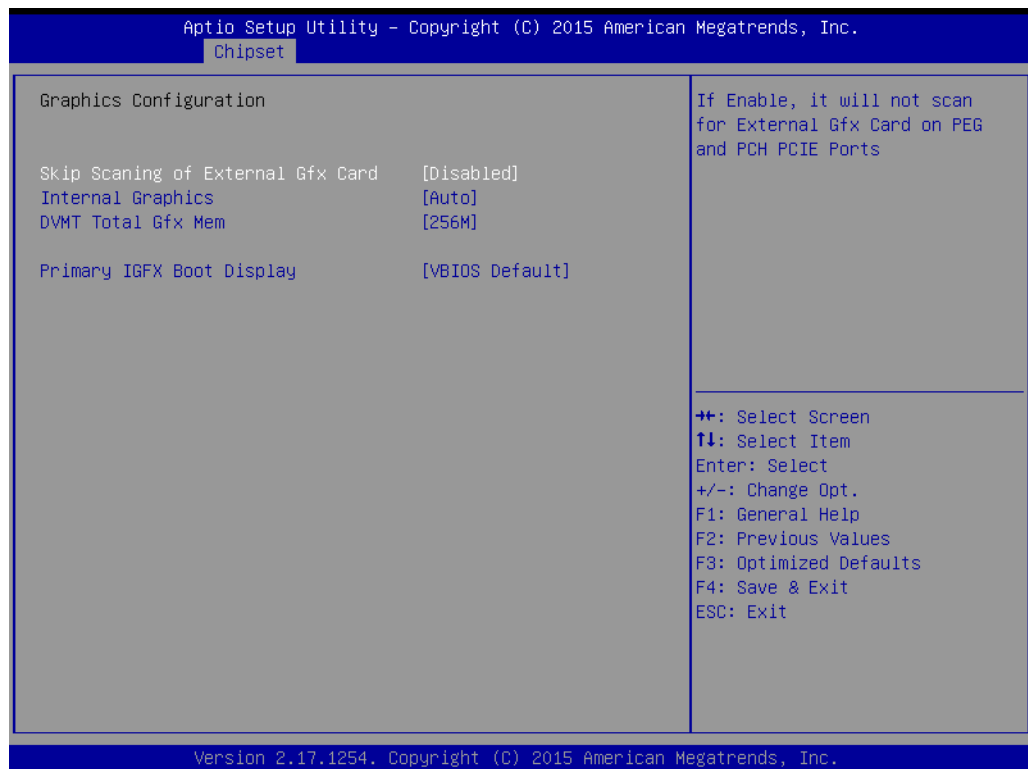 Aptio Setup Utility – Copyright (C) 2015 American Megatrends, Inc.
Chipset
Graphics Configuration
Skip Scaning of External Gfx Card [Disabled]
Internal Graphics [Auto]
DVMT Total Gfx Mem [256M]
Primary IGFX Boot Display [VBIOS Default]
If Enable, it will not scan
for External Gfx Card on PEG
and PCH PCIE Ports
→←: Select Screen
↑↓: Select Item
Enter: Select
+/-: Change Opt.
F1: General Help
F2: Previous Values
F3: Optimized Defaults
F4: Save & Exit
ESC: Exit
Version 2.17.1254. Copyright (C) 2015 American Megatrends, Inc.